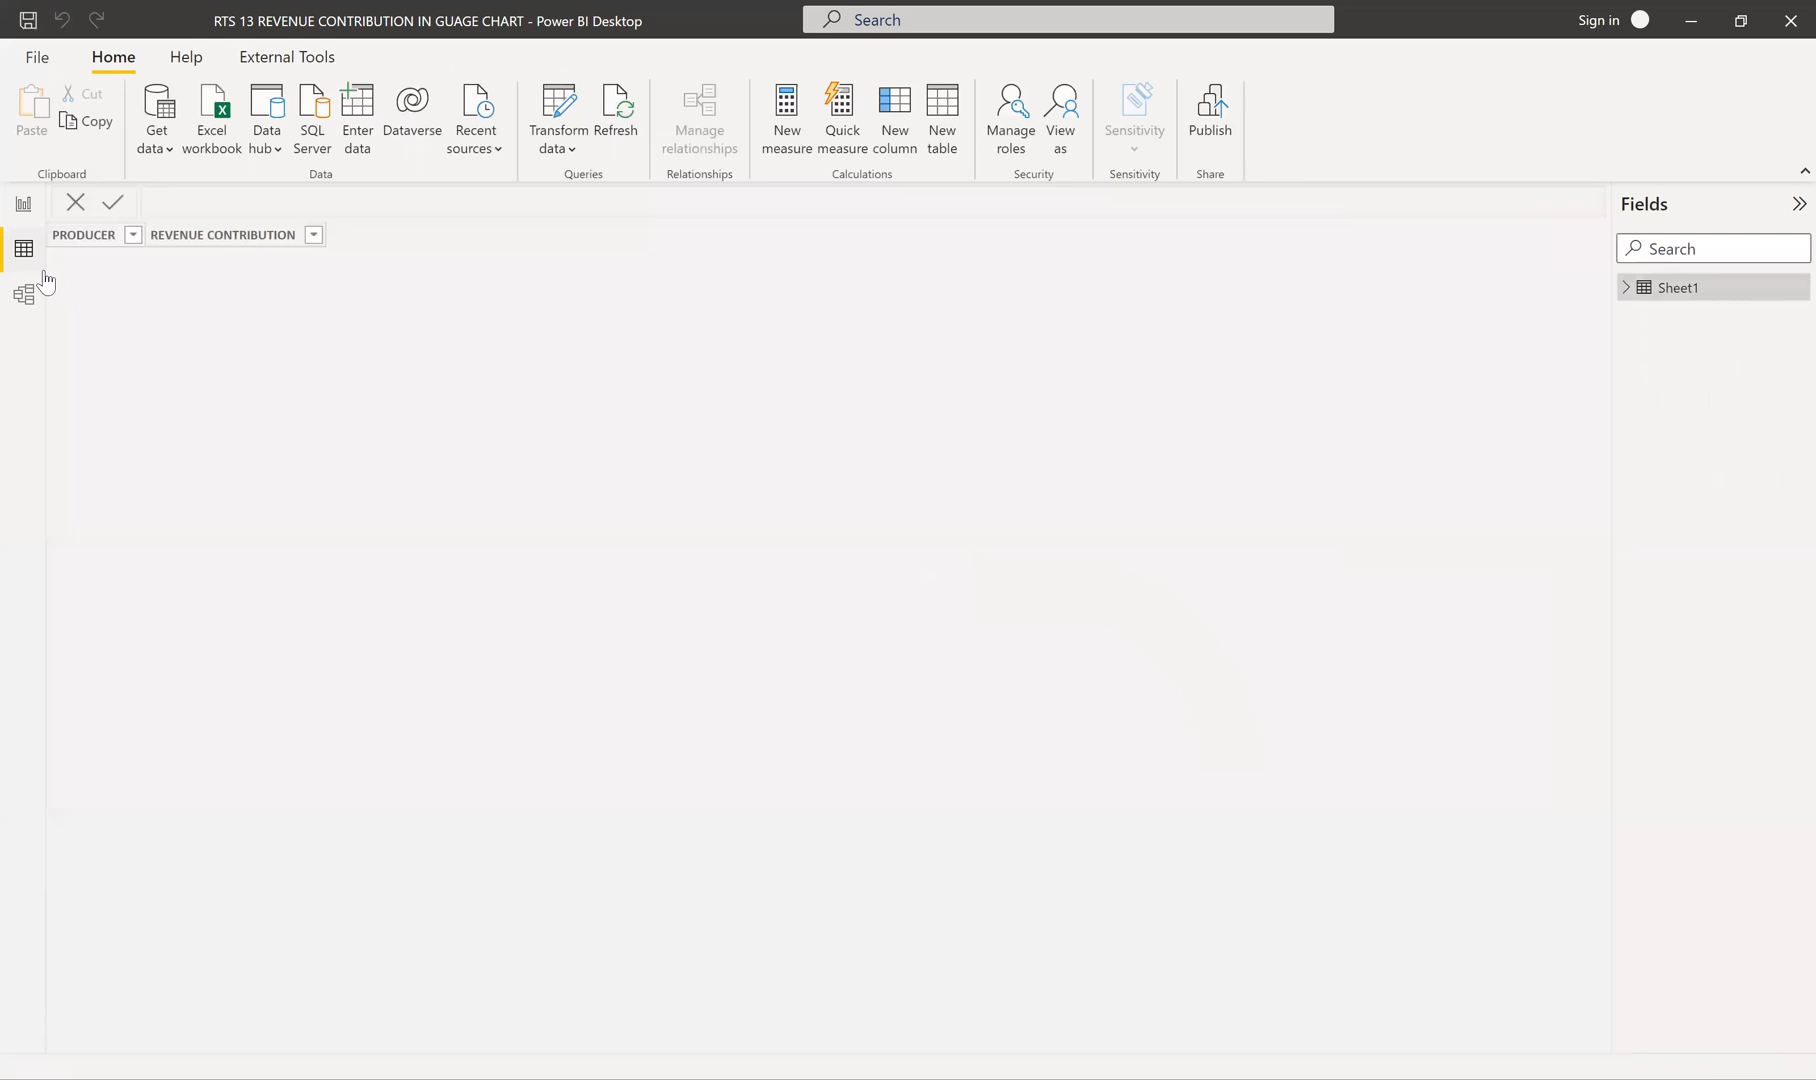 RTS 13 REVENUE CONTRIBUTION IN GUAGE CHART - Power BI Desktop
Search
Sign in
File
Home
Help
External Tools
Paste
Cut
Copy
Get data
Excel workbook
Data hub
SQL Server
Enter data
Dataverse
Recent sources
Transform data
Refresh
Manage relationships
New measure
Quick measure
New column
New table
Manage roles
View as
Sensitivity
Publish
Clipboard
Data
Queries
Relationships
Calculations
Security
Sensitivity
Share
Fields
PRODUCER
REVENUE CONTRIBUTION
Search
Sheet1